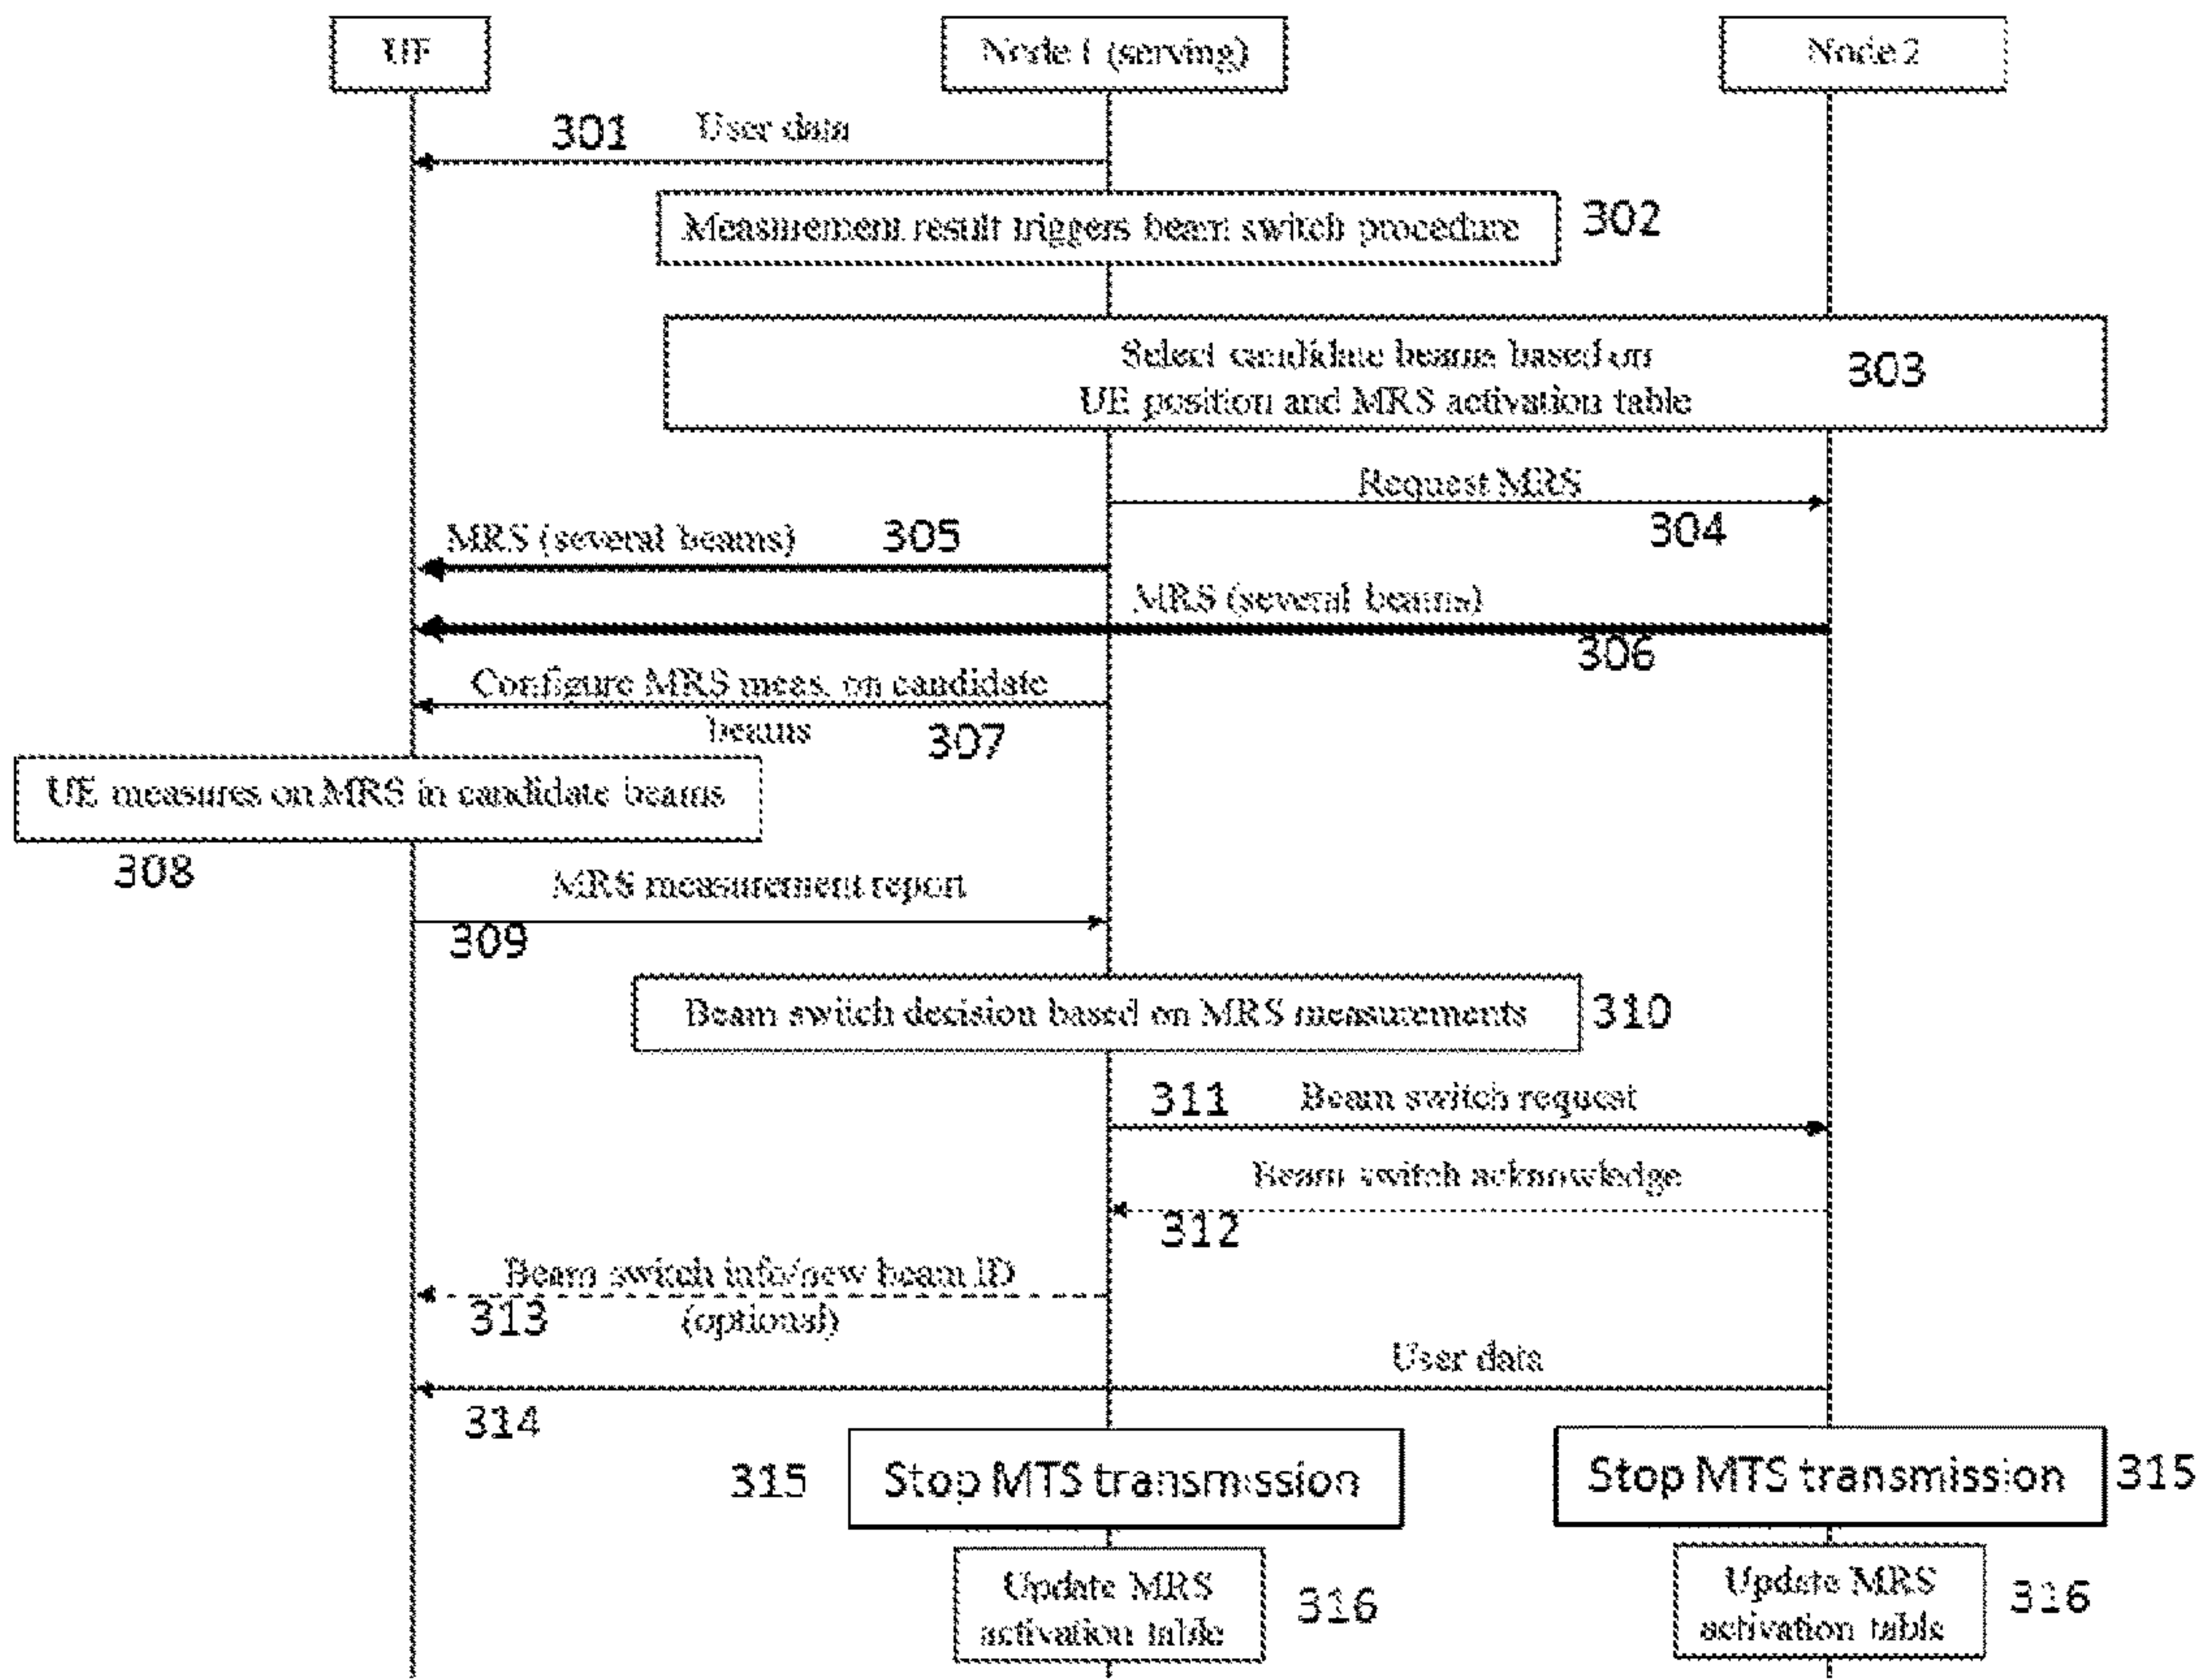 UE
Node 1 (serving)
Node 2
301
User data
Measurement result triggers beam switch procedure
302
Select candidate beams based on
303
UE position and MRS activation table
Request MRS
304
MRS (several beams)
305
MRS (several beams)
306
Configure MRS meas. on candidate
beams
307
UE measures on MRS in candidate beams
308
MRS measurement report
309
Beam switch decision based on MRS measurements
310
311
Beam switch request
Beam switch acknowledge
312
Beam switch info/new beam ID
313
(optional)
User data
314
315
Stop MTS transmission
Stop MTS transmission
315
Update MRS
activation table
316
Update MRS
activation table
316